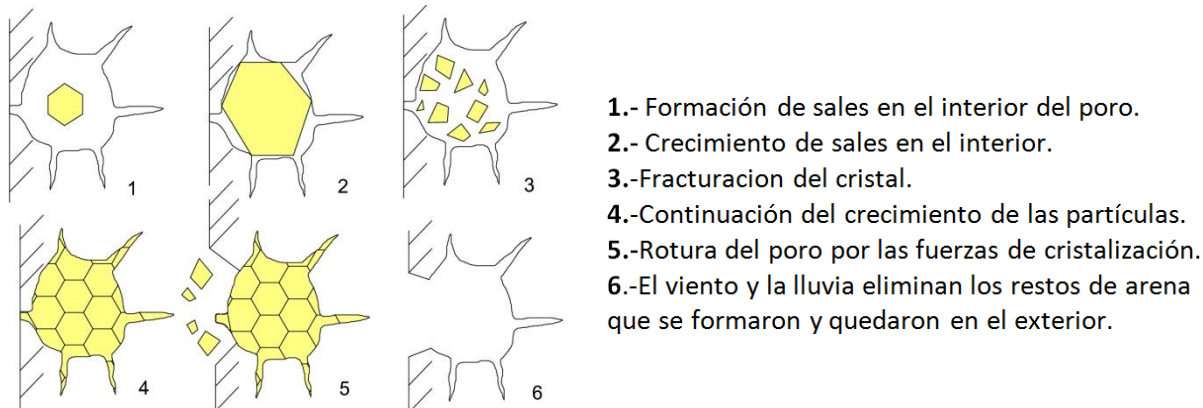 1
2
3
4
5
6
1.- Formación de sales en el interior del poro.
2.- Crecimiento de sales en el interior.
3.-Fracturacion del cristal.
4.-Continuación del crecimiento de las partículas.
5.-Rotura del poro por las fuerzas de cristalización.
6.-El viento y la lluvia eliminan los restos de arena
que se formaron y quedaron en el exterior.